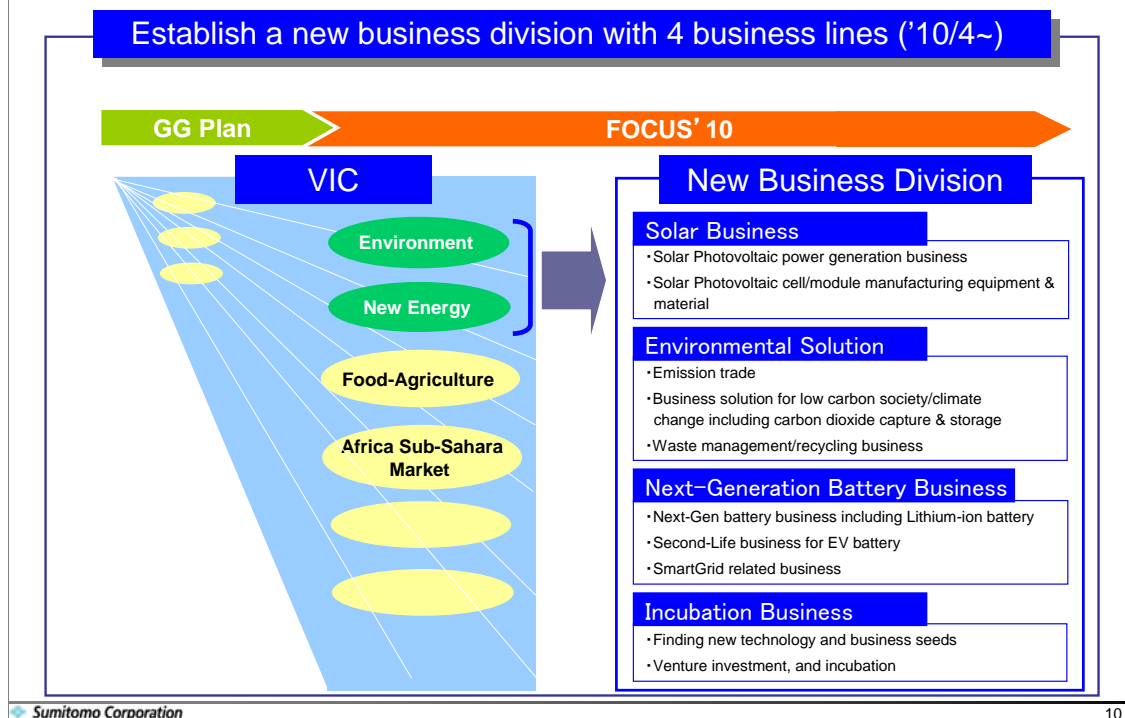 Establish a new business division with 4 business lines (’10/4~)
GG Plan
FOCUS’10
VIC
Environment
New Energy
Food-Agriculture
Africa Sub-Sahara
Market
New Business Division
Solar Business
・Solar Photovoltaic power generation business
・Solar Photovoltaic cell/module manufacturing equipment &
material
Environmental Solution
・Emission trade
・Business solution for low carbon society/climate
change including carbon dioxide capture & storage
・Waste management/recycling business
Next-Generation Battery Business
・Next-Gen battery business including Lithium-ion battery
・Second-Life business for EV battery
・SmartGrid related business
Incubation Business
・Finding new technology and business seeds
・Venture investment, and incubation
Sumitomo Corporation
10